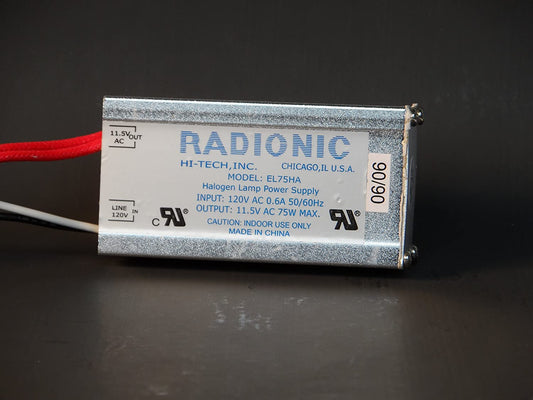 11.5V OUT
AC
RADIONIC
HI-TECH, INC. CHICAGO, IL U.S.A.
MODEL: EL75HA
Halogen Lamp Power Supply
INPUT: 120V AC 0.6A 50/60Hz
OUTPUT: 11.5V AC 75W MAX.
CAUTION: INDOOR USE ONLY
MADE IN CHINA
LINE IN
120V
c RU US
06/06